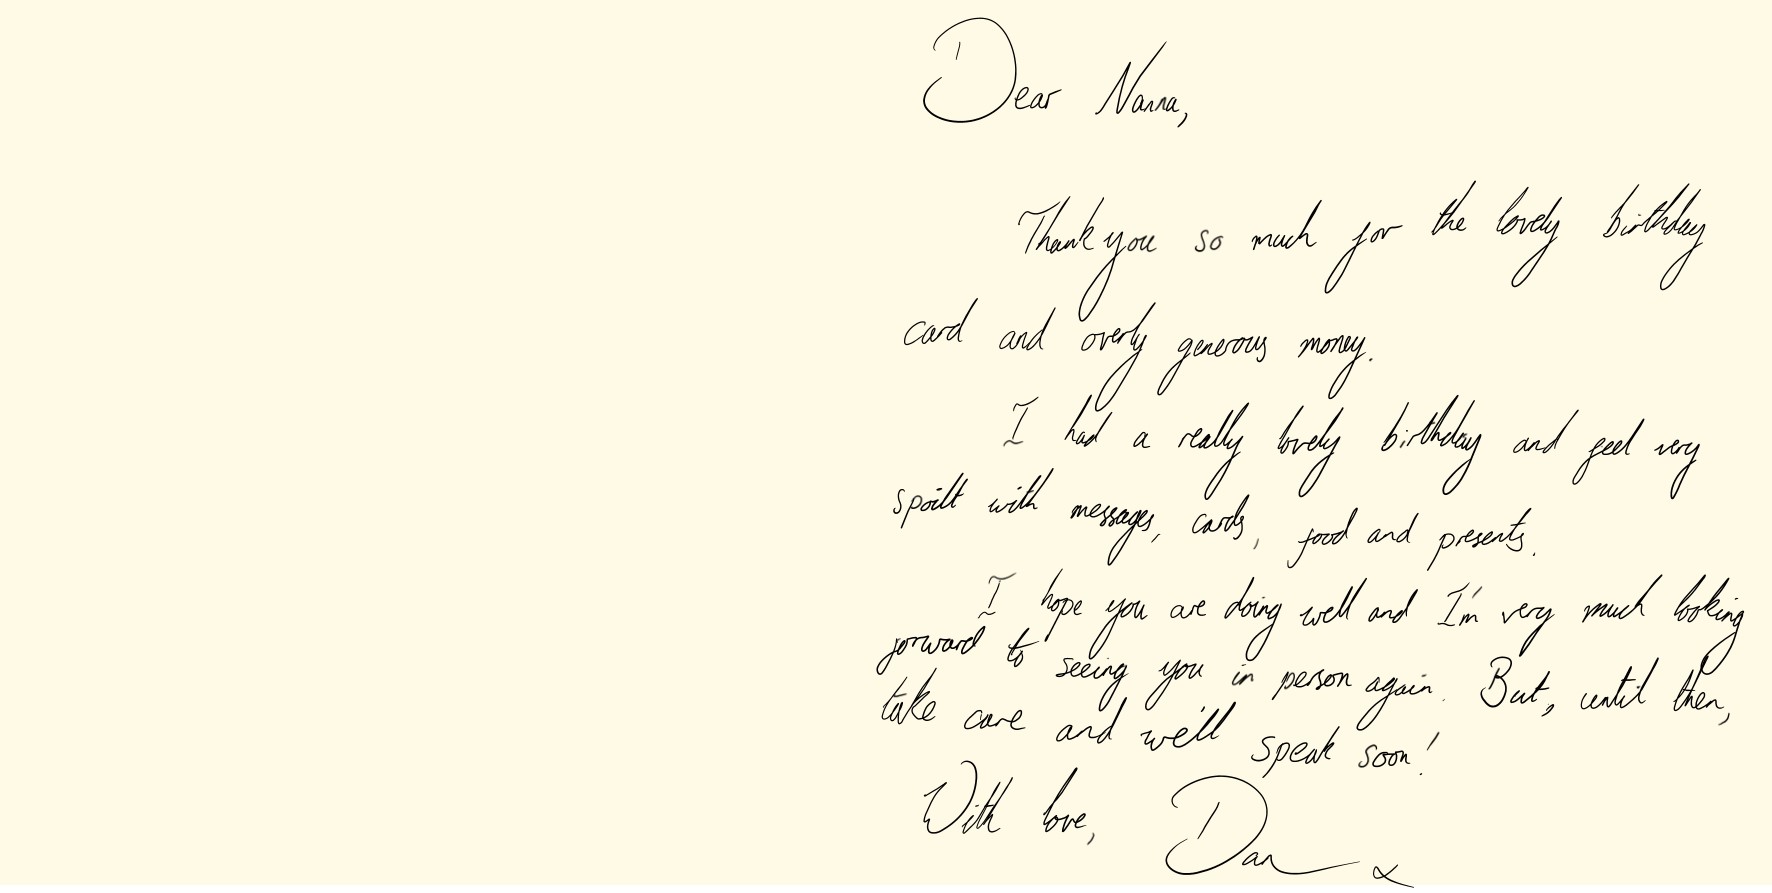 Dear Nanna,
Thank you so much for the lovely birthday
card and overly generous money.
I had a really lovely birthday and feel very
spoilt with messages, cards, food and presents.
I hope you are doing well and I'm very much looking
forward to seeing you in person again. But, until then,
take care and we'll speak soon!
With love, Dan x